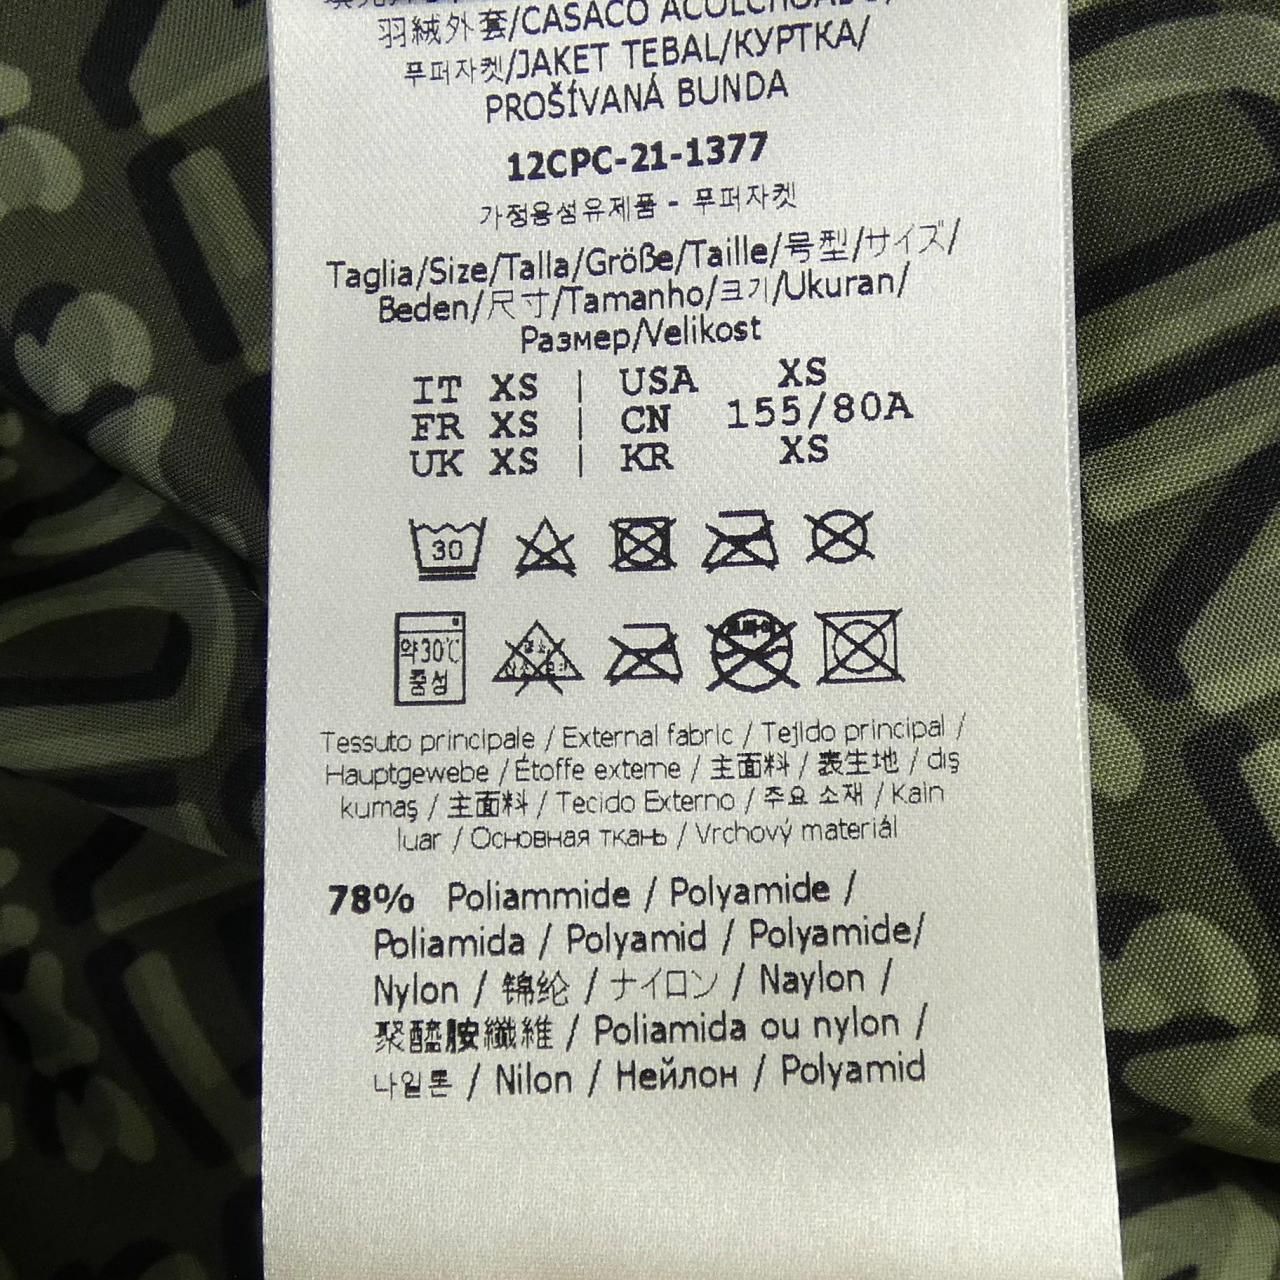 羽絨外套/CASACO ACOLCHOADO/
푸퍼자켓/JAKET TEBAL/КУРТКА/
PROŠÍVANÁ BUNDA
12CPC-21-1377
가정용섬유제품 - 푸퍼자켓
Taglia/Size/Talla/Größe/Taille/号型/サイズ/
Beden/尺寸/Tamanho/크기/Ukuran/
Размер/Velikost
IT XS | USA XS
FR XS | CN 155/80A
UK XS | KR XS
30
약30℃
중성
Tessuto principale / External fabric / Tejido principal /
Hauptgewebe / Étoffe externe / 主面料 / 表生地 / dış
kumaş / 主面料 / Tecido Externo / 주요 소재 / Kain
luar / Основная ткань / Vrchový materiál
78% Poliammide / Polyamide /
Poliamida / Polyamid / Polyamide/
Nylon / 锦纶 / ナイロン / Naylon /
聚醯胺纖維 / Poliamida ou nylon /
나일론 / Nilon / Нейлон / Polyamid